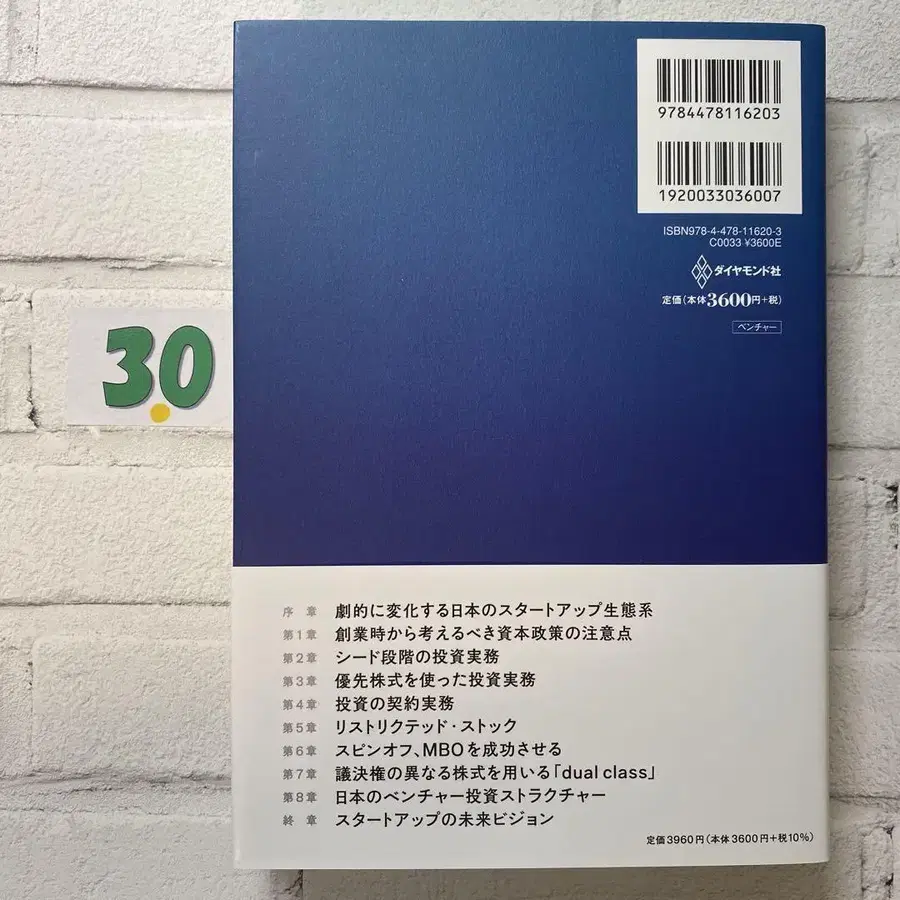 9784478116203
1920033036007
ISBN978-4-478-11620-3
C0033 ¥3600E
ダイヤモンド社
定価(本体3600円+税)
ベンチャー
30
序 章 劇的に変化する日本のスタートアップ生態系
第1章 創業時から考えるべき資本政策の注意点
第2章 シード段階の投資実務
第3章 優先株式を使った投資実務
第4章 投資の契約実務
第5章 リストリクテッド・ストック
第6章 スピンオフ、MBOを成功させる
第7章 議決権の異なる株式を用いる「dual class」
第8章 日本のベンチャー投資ストラクチャー
終 章 スタートアップの未来ビジョン
定価3960円(本体3600円+税10%)